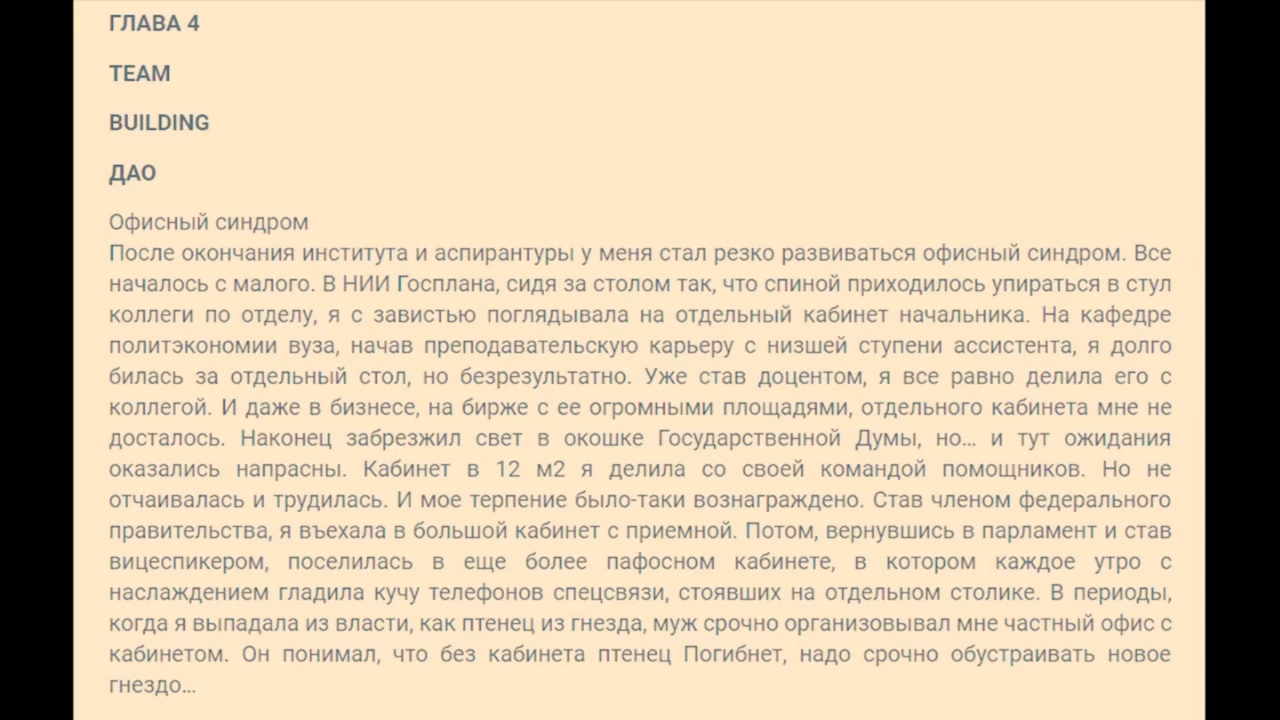 ГЛАВА 4
TEAM
BUILDING
ДАО
Офисный синдром
После окончания института и аспирантуры у меня стал резко развиваться офисный синдром. Все
началось с малого. В НИИ Госплана, сидя за столом так, что спиной приходилось упираться в стул
коллеги по отделу, я с завистью поглядывала на отдельный кабинет начальника. На кафедре
политэкономии вуза, начав преподавательскую карьеру с низшей ступени ассистента, я долго
билась за отдельный стол, но безрезультатно. Уже став доцентом, я все равно делила его с
коллегой. И даже в бизнесе, на бирже с ее огромными площадями, отдельного кабинета мне не
досталось. Наконец забрезжил свет в окошке Государственной Думы, но… и тут ожидания
оказались напрасны. Кабинет в 12 м2 я делила со своей командой помощников. Но не
отчаивалась и трудилась. И мое терпение было-таки вознаграждено. Став членом федерального
правительства, я въехала в большой кабинет с приемной. Потом, вернувшись в парламент и став
вицеспикером, поселилась в еще более пафосном кабинете, в котором каждое утро с
наслаждением гладила кучу телефонов спецсвязи, стоявших на отдельном столике. В периоды,
когда я выпадала из власти, как птенец из гнезда, муж срочно организовывал мне частный офис с
кабинетом. Он понимал, что без кабинета птенец Погибнет, надо срочно обустраивать новое
гнездо…